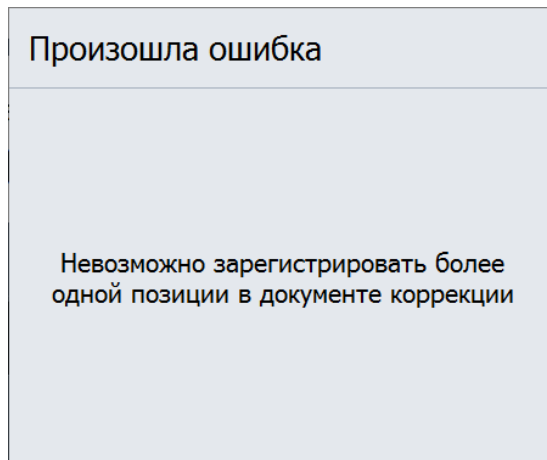 Произошла ошибка
Невозможно зарегистрировать более
одной позиции в документе коррекции